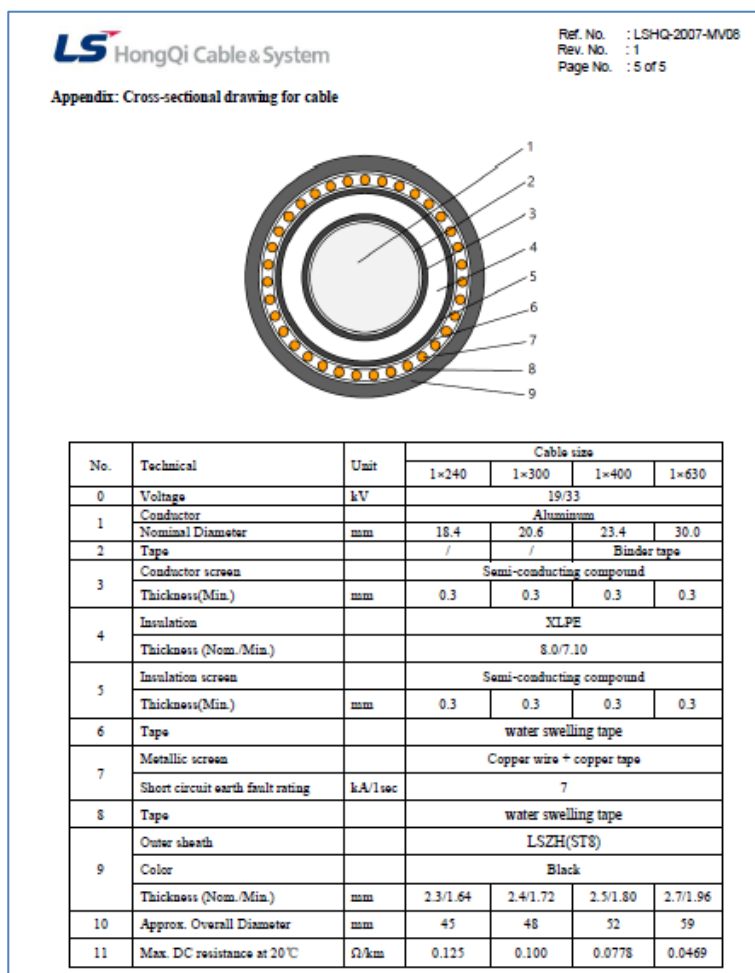 LS HongQi Cable & System
Ref. No. : LSHQ-2007-MV08
Rev. No. : 1
Page No. : 5 of 5
Appendix: Cross-sectional drawing for cable
1
2
3
4
5
6
7
8
9
No. Technical Unit Cable size
1×240 1×300 1×400 1×630
0 Voltage kV 19/33
1 Conductor Aluminum
Nominal Diameter mm 18.4 20.6 23.4 30.0
2 Tape / / Binder tape
3 Conductor screen Semi-conducting compound
Thickness(Min.) mm 0.3 0.3 0.3 0.3
4 Insulation XLPE
Thickness (Nom./Min.) 8.0/7.10
5 Insulation screen Semi-conducting compound
Thickness(Min.) mm 0.3 0.3 0.3 0.3
6 Tape water swelling tape
7 Metallic screen Copper wire + copper tape
Short circuit earth fault rating kA/1sec 7
8 Tape water swelling tape
9 Outer sheath LSZH(ST8)
Color Black
Thickness (Nom./Min.) mm 2.3/1.64 2.4/1.72 2.5/1.80 2.7/1.96
10 Approx. Overall Diameter mm 45 48 52 59
11 Max. DC resistance at 20℃ Ω/km 0.125 0.100 0.0778 0.0469